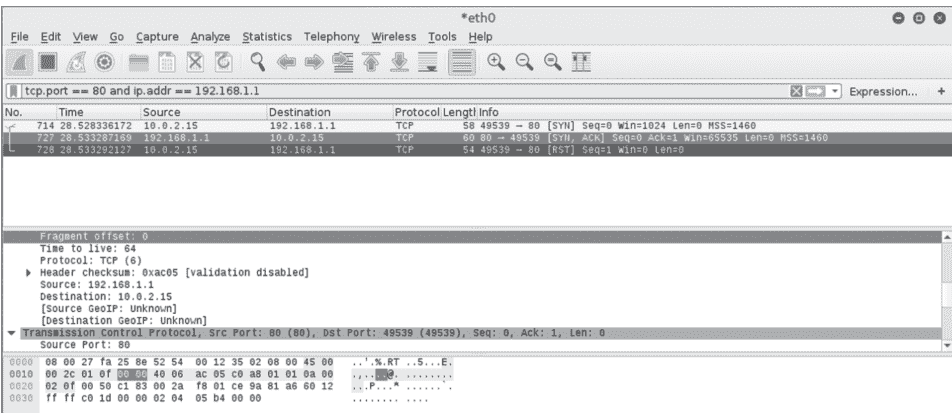 *eth0
File Edit View Go Capture Analyze Statistics Telephony Wireless Tools Help
tcp.port == 80 and ip.addr == 192.168.1.1 Expression... +
No. Time Source Destination Protocol Lengtl Info
714 28.528336172 10.0.2.15 192.168.1.1 TCP 58 49539 → 80 [SYN] Seq=0 Win=1024 Len=0 MSS=1460
727 28.533287169 192.168.1.1 10.0.2.15 TCP 60 80 → 49539 [SYN, ACK] Seq=0 Ack=1 Win=65535 Len=0 MSS=1460
728 28.533292127 10.0.2.15 192.168.1.1 TCP 54 49539 → 80 [RST] Seq=1 Win=0 Len=0
Fragment offset: 0
Time to live: 64
Protocol: TCP (6)
Header checksum: 0xac05 [validation disabled]
Source: 192.168.1.1
Destination: 10.0.2.15
[Source GeoIP: Unknown]
[Destination GeoIP: Unknown]
Transmission Control Protocol, Src Port: 80 (80), Dst Port: 49539 (49539), Seq: 0, Ack: 1, Len: 0
Source Port: 80
0000 08 00 27 fa 25 8e 52 54 00 12 35 02 08 00 45 00 ..'.%.RT ..5...E.
0010 00 2c 01 0f 00 00 40 06 ac 05 c0 a8 01 01 0a 00 .,....@. ........
0020 02 0f 00 50 c1 83 00 2a f8 01 ce 9a 81 a6 60 12 ...P...* ......`.
0030 ff ff c0 1d 00 00 02 04 05 b4 00 00 ........ ....